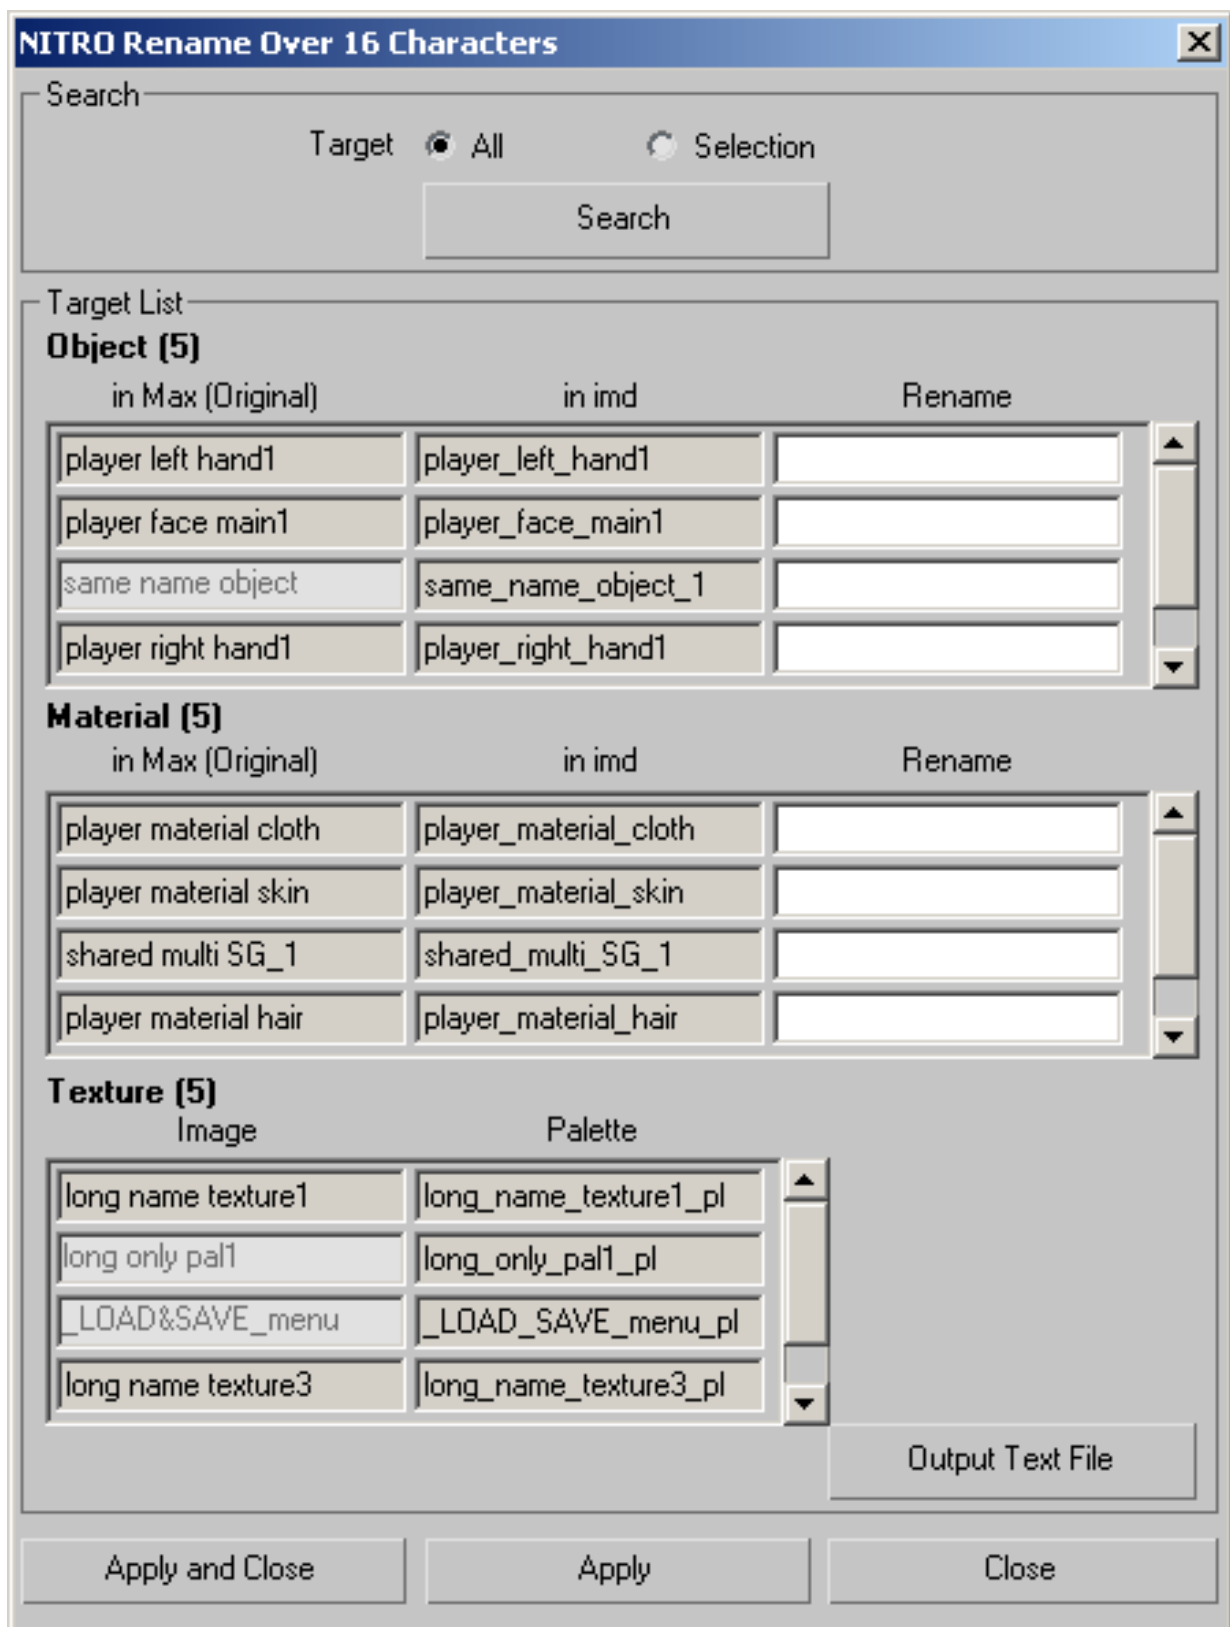 NITRO Rename Over 16 Characters
Search
Target All Selection
Search
Target List
Object (5)
in Max (Original) in imd Rename
player left hand1 player_left_hand1
player face main1 player_face_main1
same name object same_name_object_1
player right hand1 player_right_hand1
Material (5)
in Max (Original) in imd Rename
player material cloth player_material_cloth
player material skin player_material_skin
shared multi SG_1 shared_multi_SG_1
player material hair player_material_hair
Texture (5)
Image Palette
long name texture1 long_name_texture1_pl
long only pal1 long_only_pal1_pl
_LOAD&SAVE_menu _LOAD_SAVE_menu_pl
long name texture3 long_name_texture3_pl
Output Text File
Apply and Close Apply Close